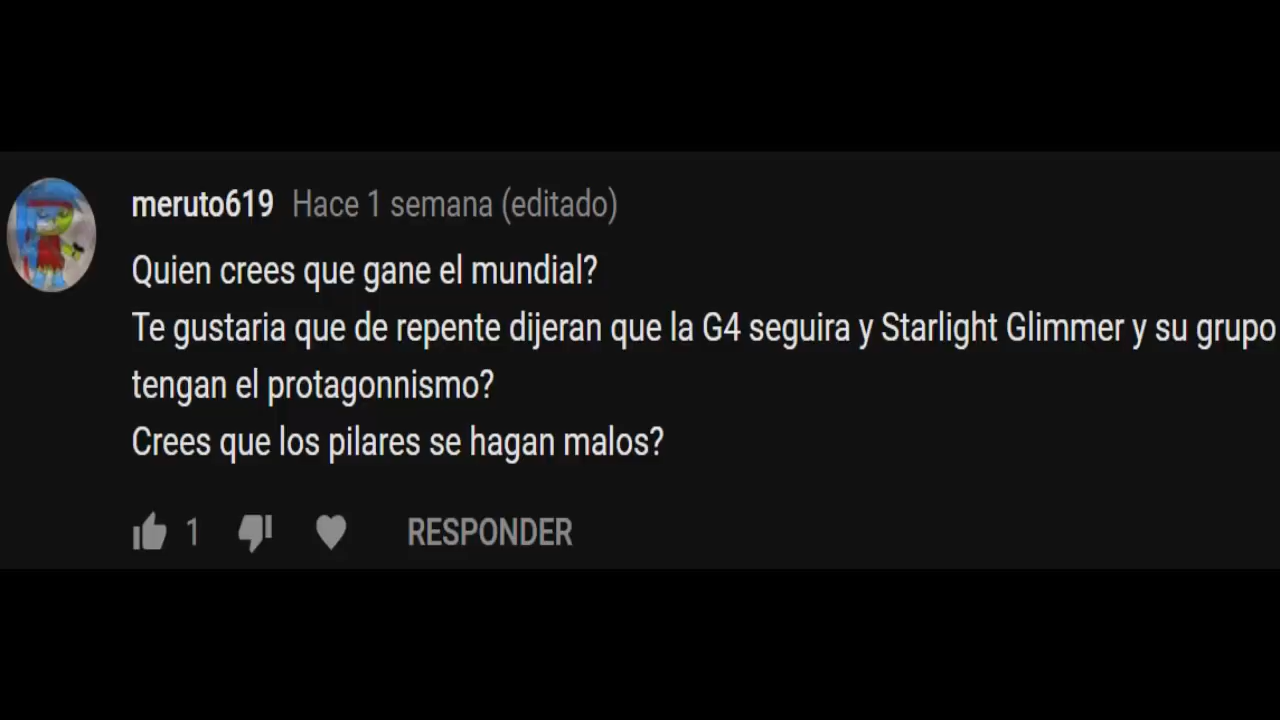 meruto619 Hace 1 semana (editado)
Quien crees que gane el mundial?
Te gustaria que de repente dijeran que la G4 seguira y Starlight Glimmer y su grupo
tengan el protagonnismo?
Crees que los pilares se hagan malos?
1 RESPONDER